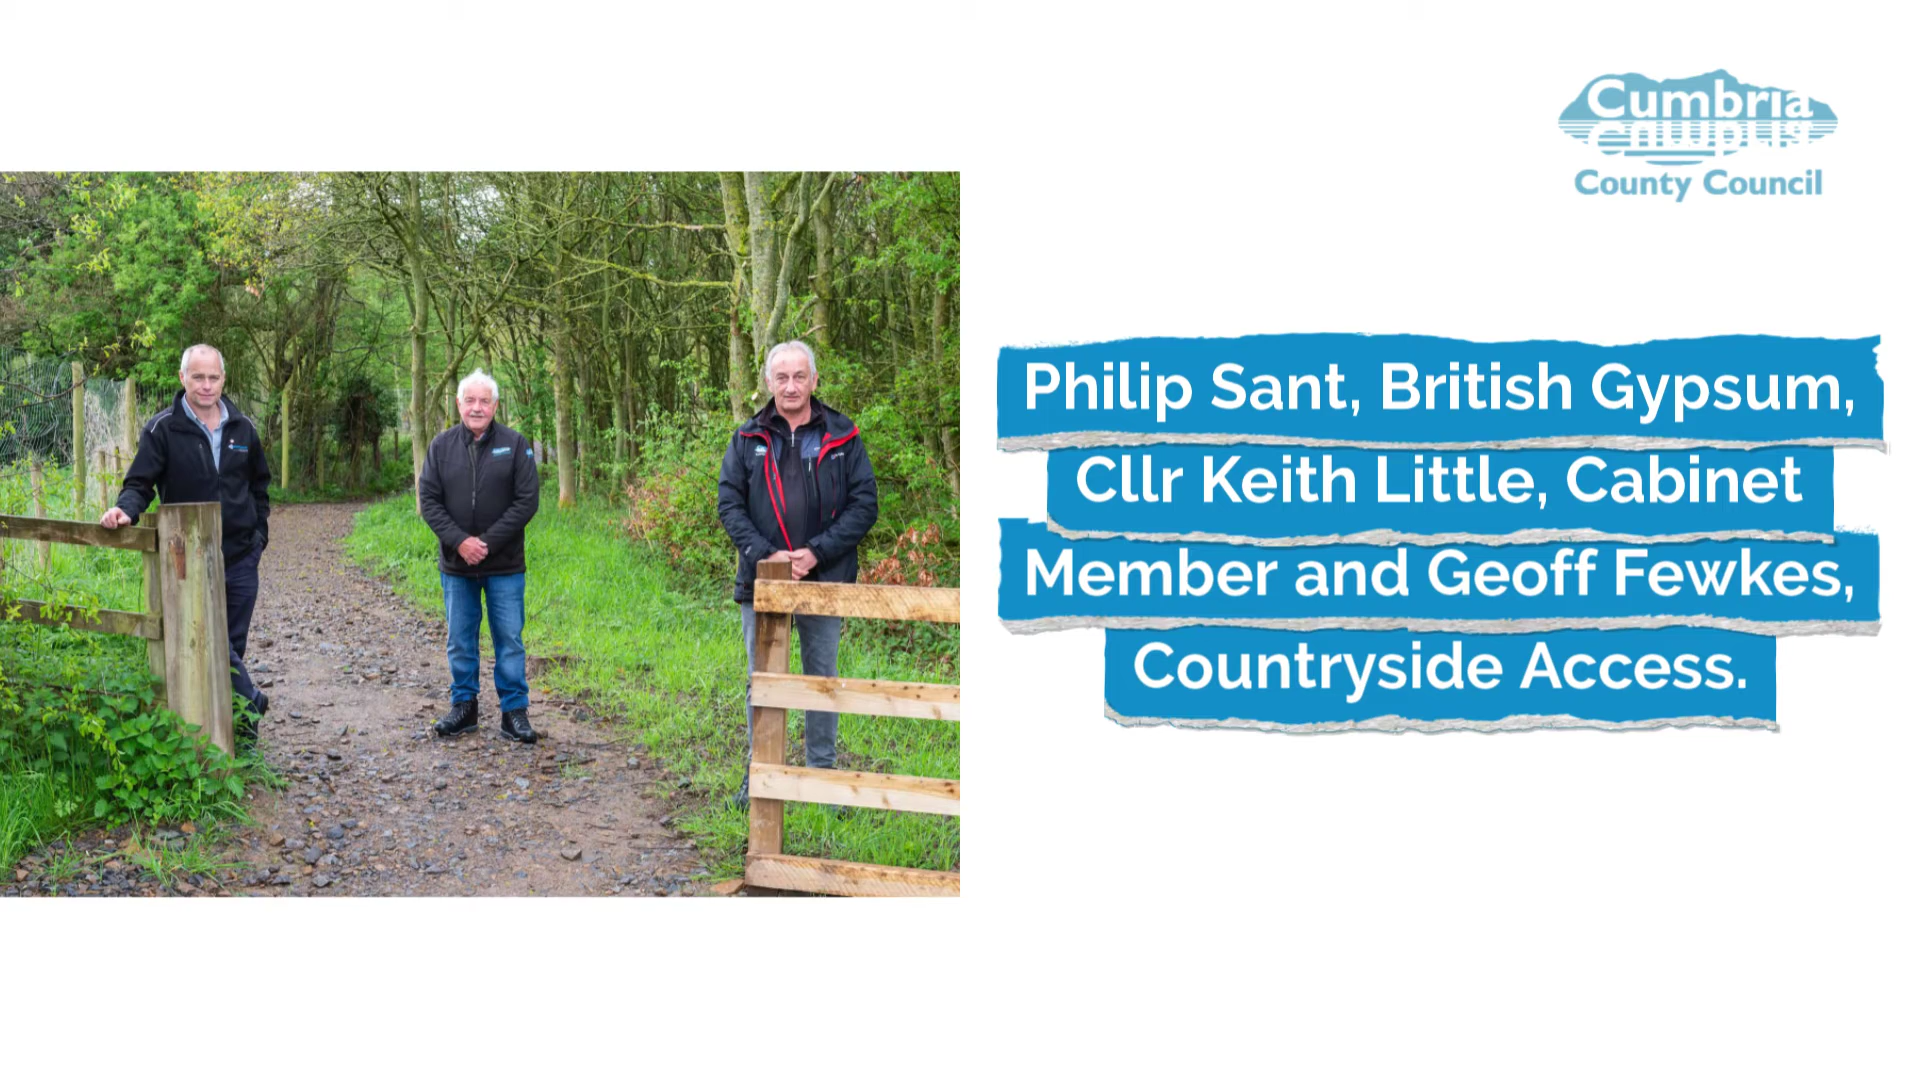 Cumbria
County Council
Philip Sant, British Gypsum,
Cllr Keith Little, Cabinet
Member and Geoff Fewkes,
Countryside Access.